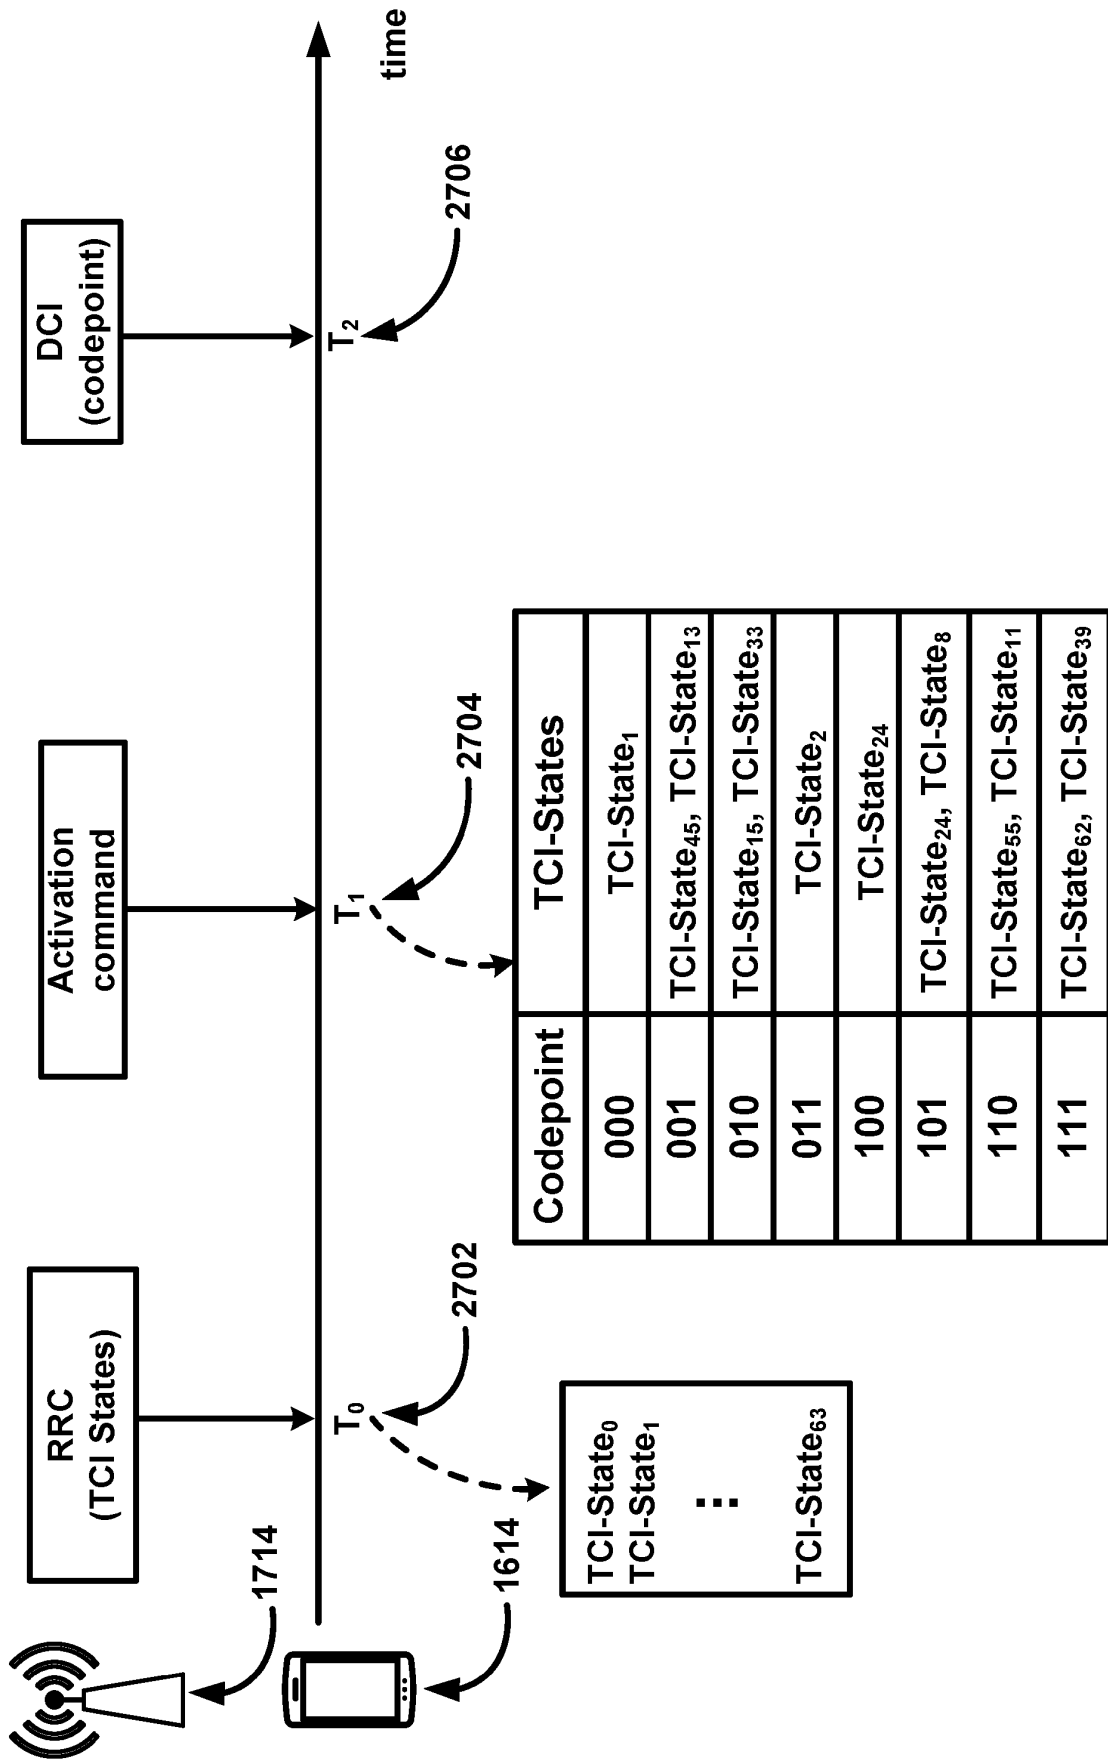 1714
1614
RRC
(TCI States)
Activation
command
DCI
(codepoint)
T0
T1
T2
time
2702
2704
2706
TCI-State0
TCI-State1
...
TCI-State63
Codepoint TCI-States
000 TCI-State1
001 TCI-State45, TCI-State13
010 TCI-State15, TCI-State33
011 TCI-State2
100 TCI-State24
101 TCI-State24, TCI-State8
110 TCI-State55, TCI-State11
111 TCI-State62, TCI-State39